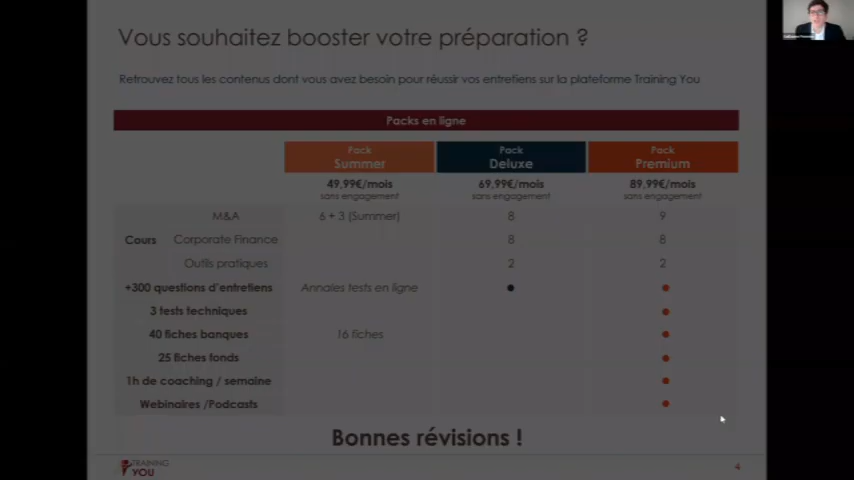 Vous souhaitez booster votre préparation ?
Retrouvez tous les contenus dont vous avez besoin pour réussir vos entretiens sur la plateforme Training You
Packs en ligne
Pack Summer Pack Deluxe Pack Premium
49,99€/mois 69,99€/mois 89,99€/mois
sans engagement sans engagement sans engagement
Cours
M&A 6 + 3 (Summer) 8 9
Corporate Finance 8 8
Outils pratiques 2 2
+300 questions d'entretiens Annales tests en ligne
3 tests techniques
40 fiches banques 16 fiches
25 fiches fonds
1h de coaching / semaine
Webinaires /Podcasts
Bonnes révisions !
TRAINING
YOU
4